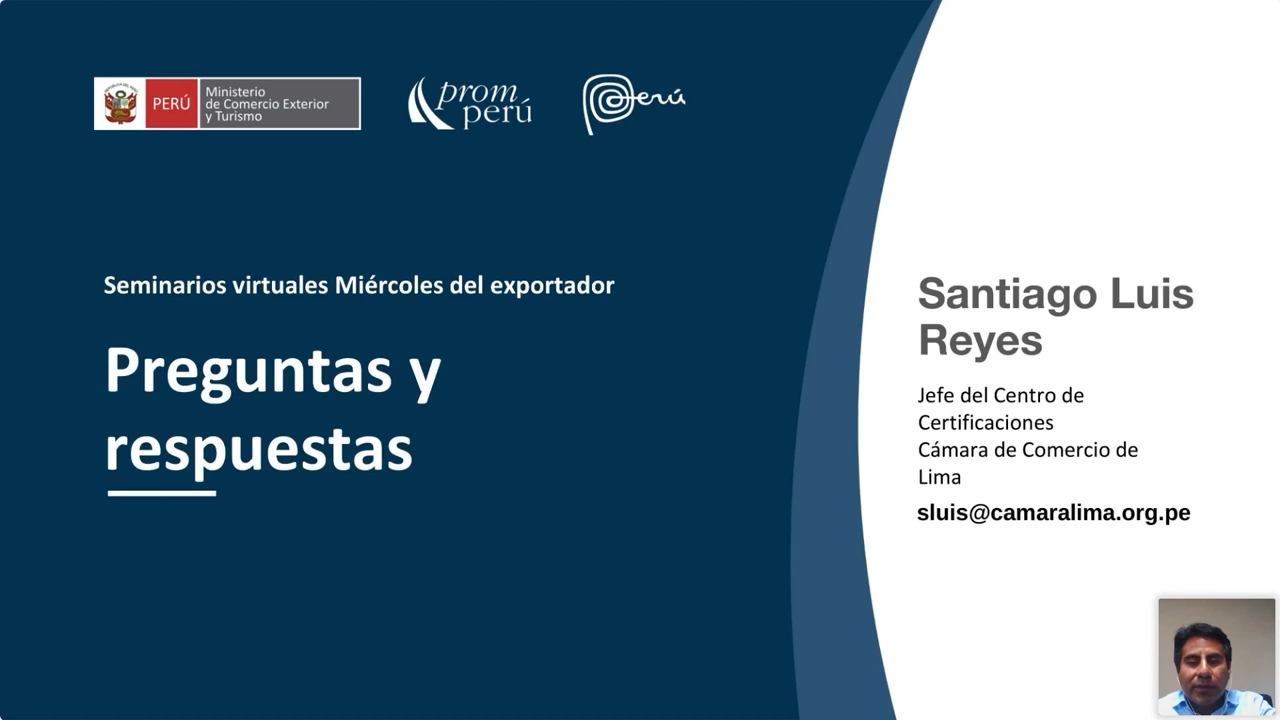 PERÚ
Ministerio
de Comercio Exterior
y Turismo
prom
perú
Perú
Seminarios virtuales Miércoles del exportador
Preguntas y
respuestas
Santiago Luis
Reyes
Jefe del Centro de
Certificaciones
Cámara de Comercio de
Lima
sluis@camaralima.org.pe